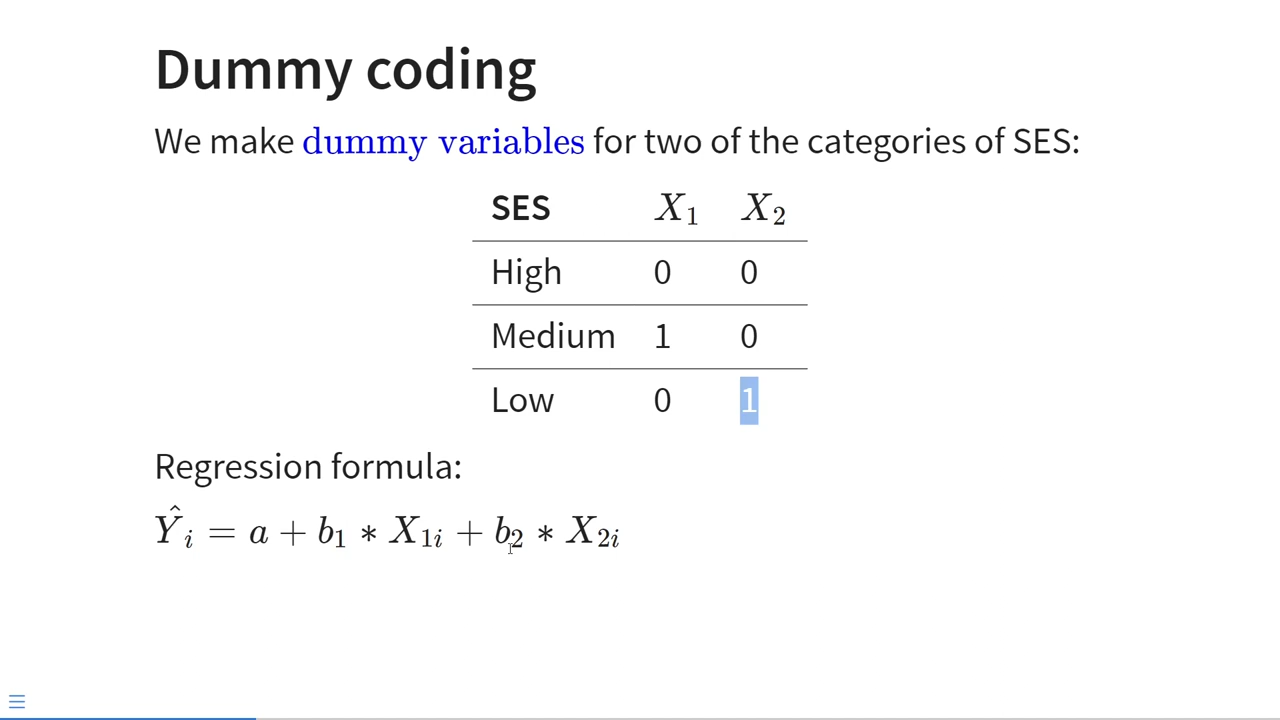 Dummy coding
We make dummy variables for two of the categories of SES:
SES X₁ X₂
High 0 0
Medium 1 0
Low 0 1
Regression formula:
Ŷᵢ = a + b₁ * X₁ᵢ + b₂ * X₂ᵢ